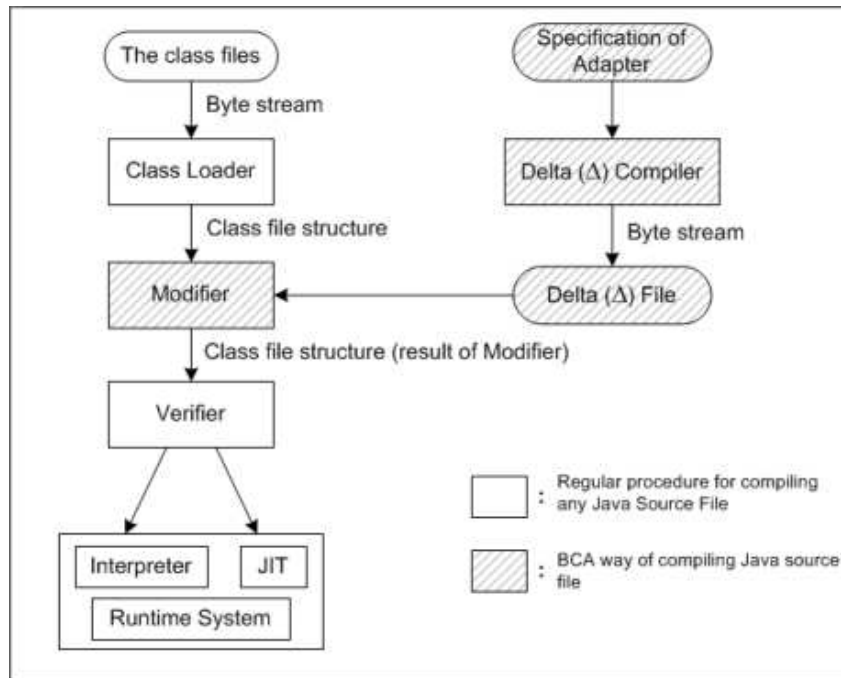 The class files
Specification of
Adapter
Byte stream
Class Loader
Delta (Δ) Compiler
Class file structure
Byte stream
Modifier
Delta (Δ) File
Class file structure (result of Modifier)
Verifier
: Regular procedure for compiling
any Java Source File
Interpreter
JIT
: BCA way of compiling Java source
file
Runtime System